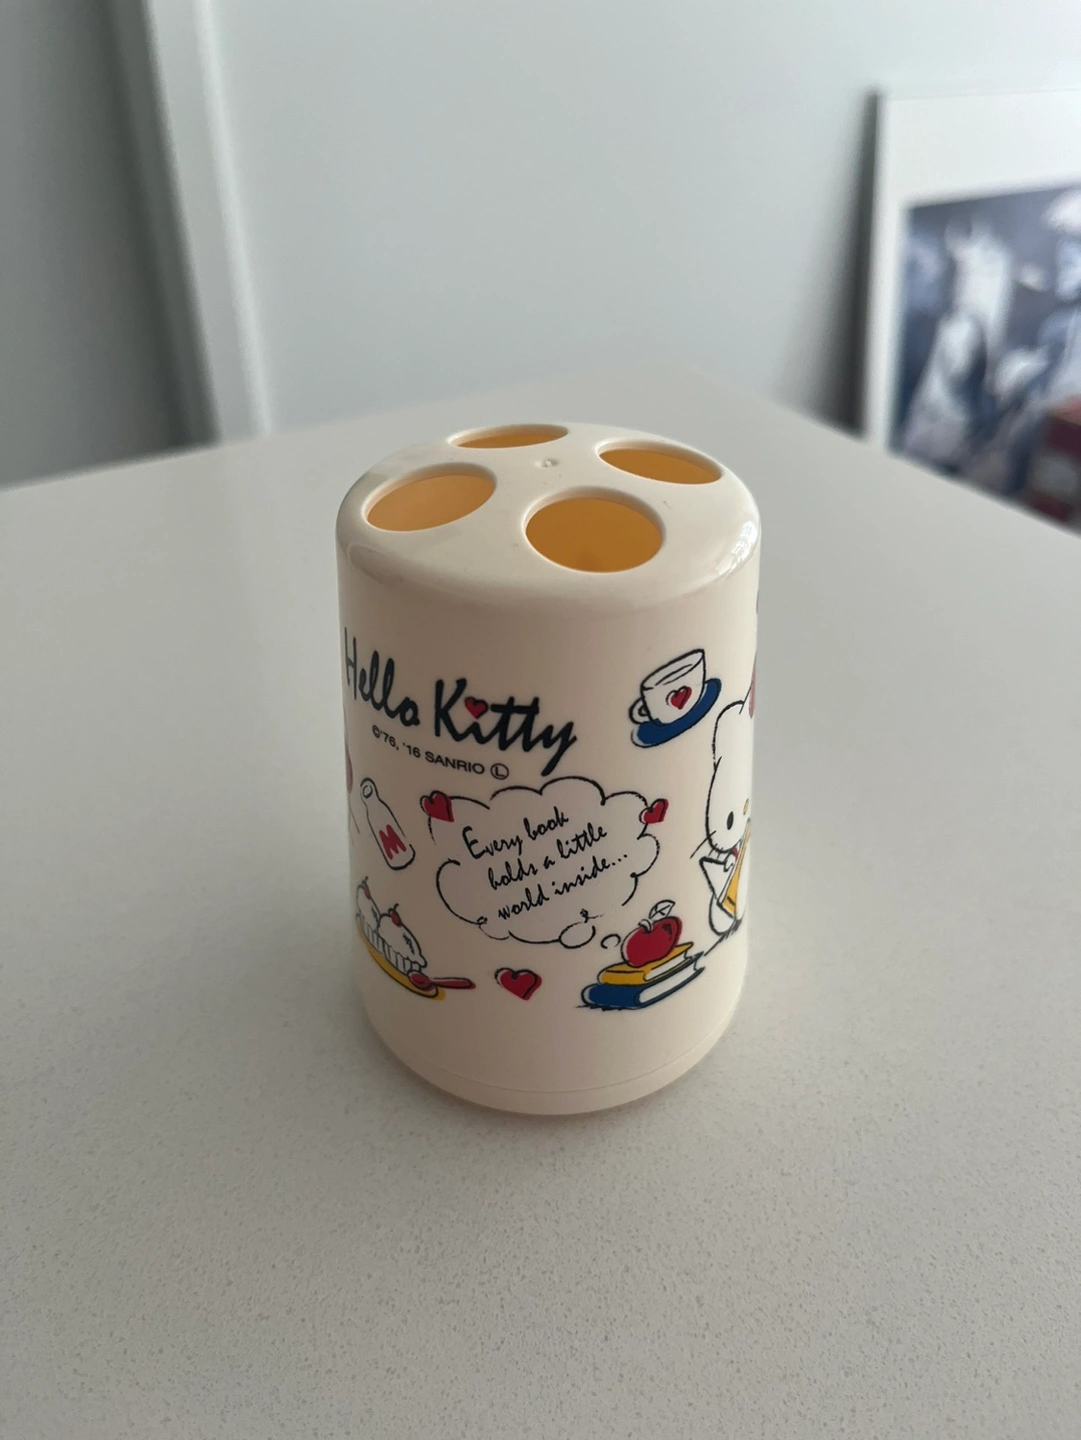 Hello Kitty
©'76, '16 SANRIO Ⓛ
M
Every book
holds a little
world inside...